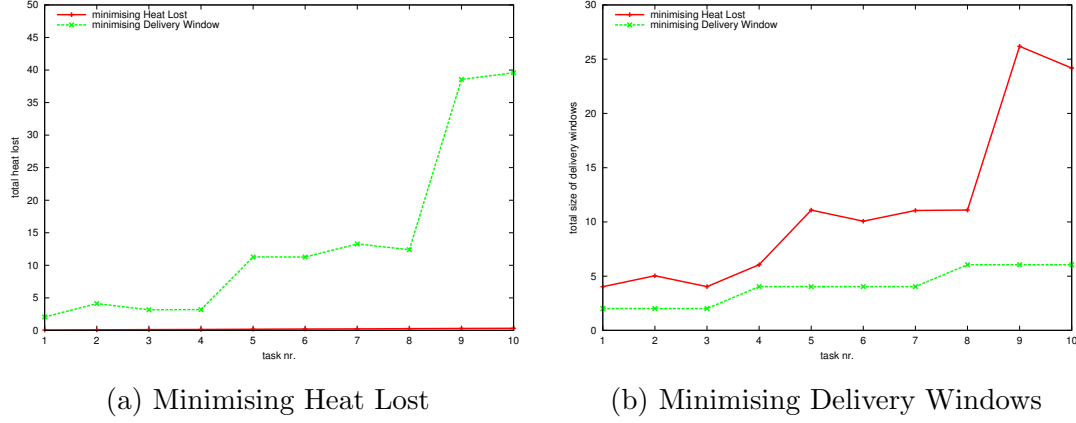 minimising Heat Lost
minimising Delivery Window
50
45
40
35
30
25
20
15
10
5
0
total heat lost
1 2 3 4 5 6 7 8 9 10
task nr.
(a) Minimising Heat Lost
minimising Heat Lost
minimising Delivery Window
30
25
20
15
10
5
0
total size of delivery windows
1 2 3 4 5 6 7 8 9 10
task nr.
(b) Minimising Delivery Windows